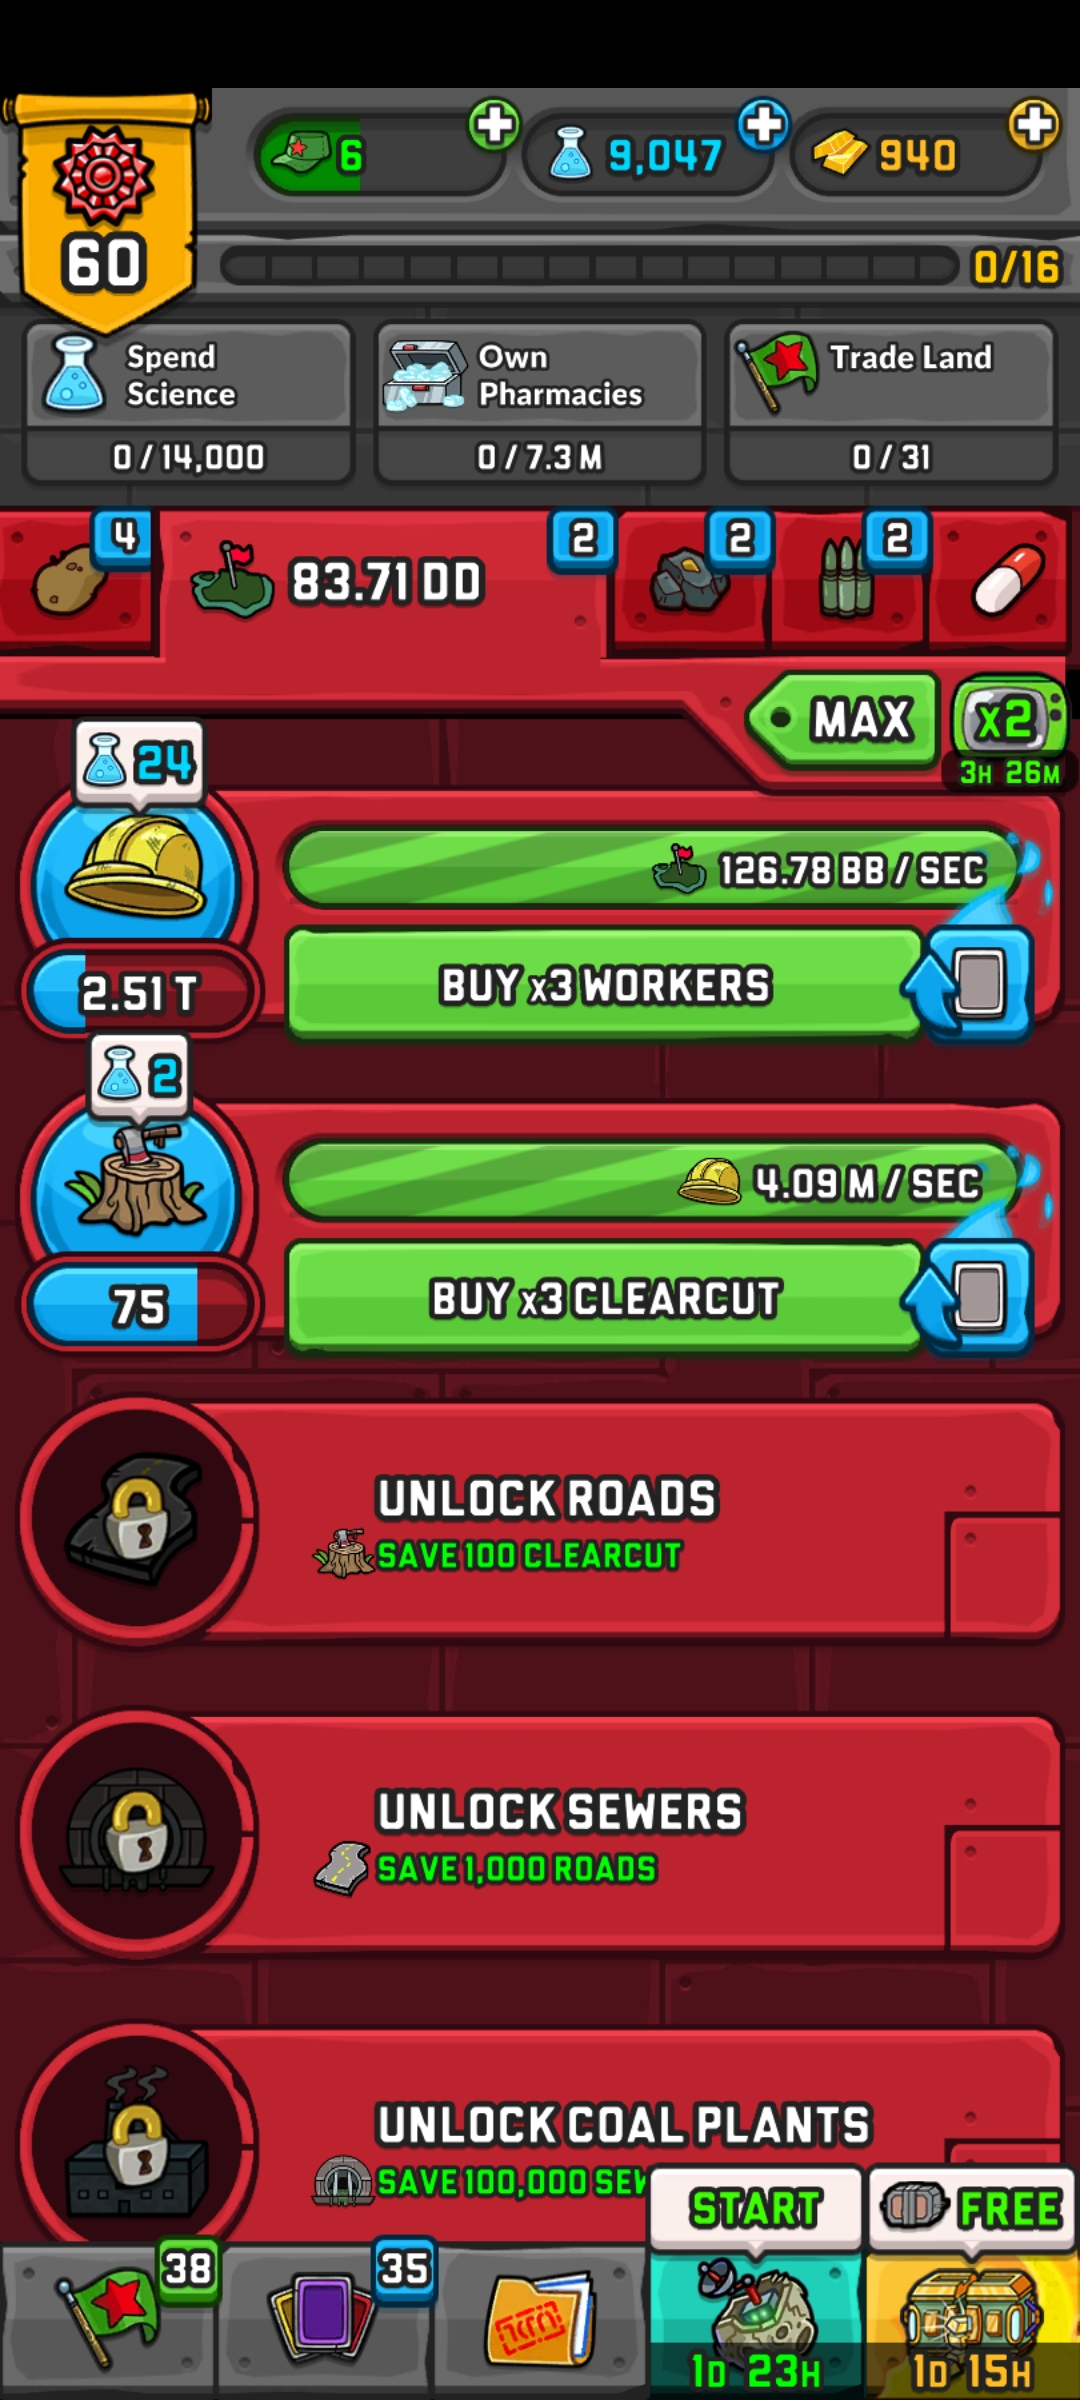 6
9,047
940
60
0/16
Spend
Science
0/14,000
Own
Pharmacies
0/7.3 M
Trade Land
0/31
4
83.71 DD
2
2
2
MAX
x2
3H 26M
24
126.78 BB / SEC
2.51 T
BUY x3 WORKERS
2
4.09 M / SEC
75
BUY x3 CLEARCUT
UNLOCK ROADS
SAVE 100 CLEARCUT
UNLOCK SEWERS
SAVE 1,000 ROADS
UNLOCK COAL PLANTS
SAVE 100,000
START
FREE
38
35
1D 23H
1D 15H